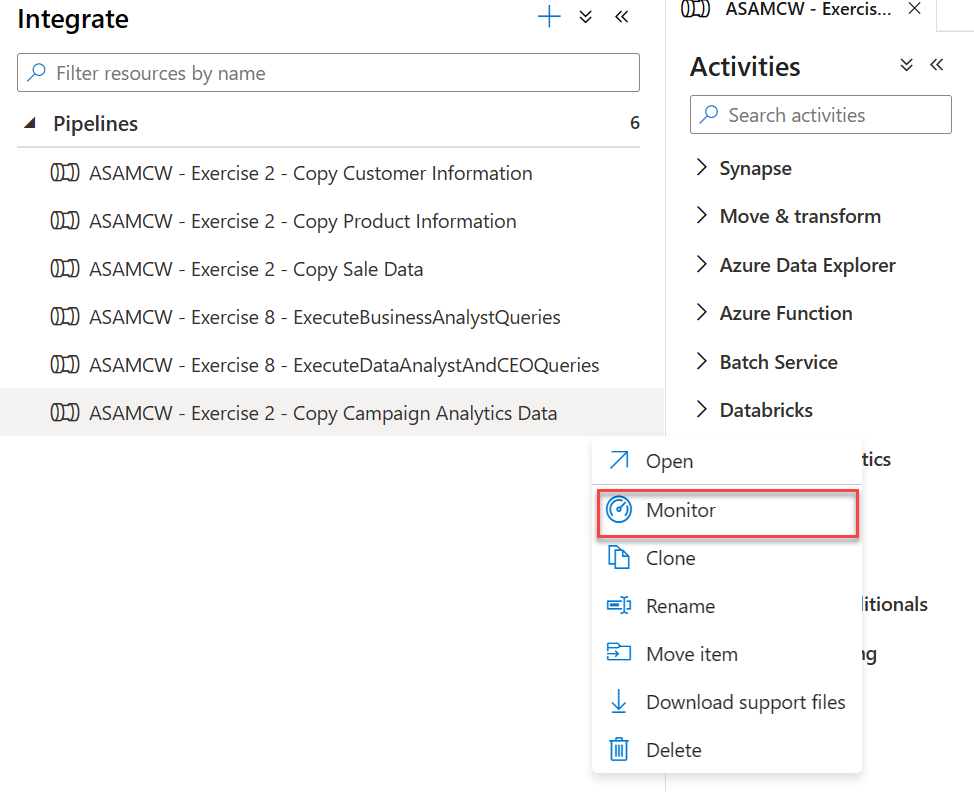 Integrate
Filter resources by name
Pipelines 6
ASAMCW - Exercise 2 - Copy Customer Information
ASAMCW - Exercise 2 - Copy Product Information
ASAMCW - Exercise 2 - Copy Sale Data
ASAMCW - Exercise 8 - ExecuteBusinessAnalystQueries
ASAMCW - Exercise 8 - ExecuteDataAnalystAndCEOQueries
ASAMCW - Exercise 2 - Copy Campaign Analytics Data
Open
Monitor
Clone
Rename
Move item
Download support files
Delete
ASAMCW - Exercis...
Activities
Search activities
Synapse
Move & transform
Azure Data Explorer
Azure Function
Batch Service
Databricks
tics
itionals
ng